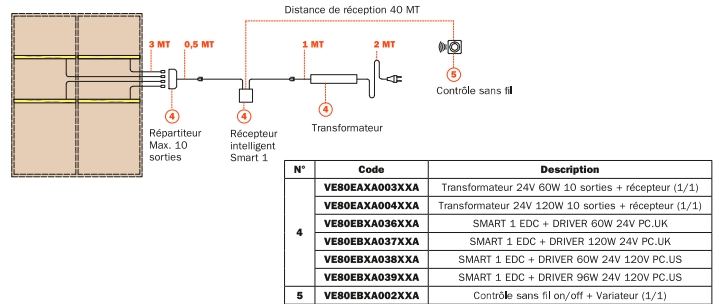 Distance de réception 40 MT
3 MT
0,5 MT
1 MT
2 MT
5
Contrôle sans fil
4
4
4
Répartiteur
Max. 10
sorties
Récepteur
intelligent
Smart 1
Transformateur
N° Code Description
4
VE80EAXA003XXA Transformateur 24V 60W 10 sorties + récepteur (1/1)
VE80EAXA004XXA Transformateur 24V 120W 10 sorties + récepteur (1/1)
VE80EBXA036XXA SMART 1 EDC + DRIVER 60W 24V PC.UK
VE80EBXA037XXA SMART 1 EDC + DRIVER 120W 24V PC.UK
VE80EBXA038XXA SMART 1 EDC + DRIVER 60W 24V 120V PC.US
VE80EBXA039XXA SMART 1 EDC + DRIVER 96W 24V 120V PC.US
5 VE80EBXA002XXA Contrôle sans fil on/off + Variateur (1/1)